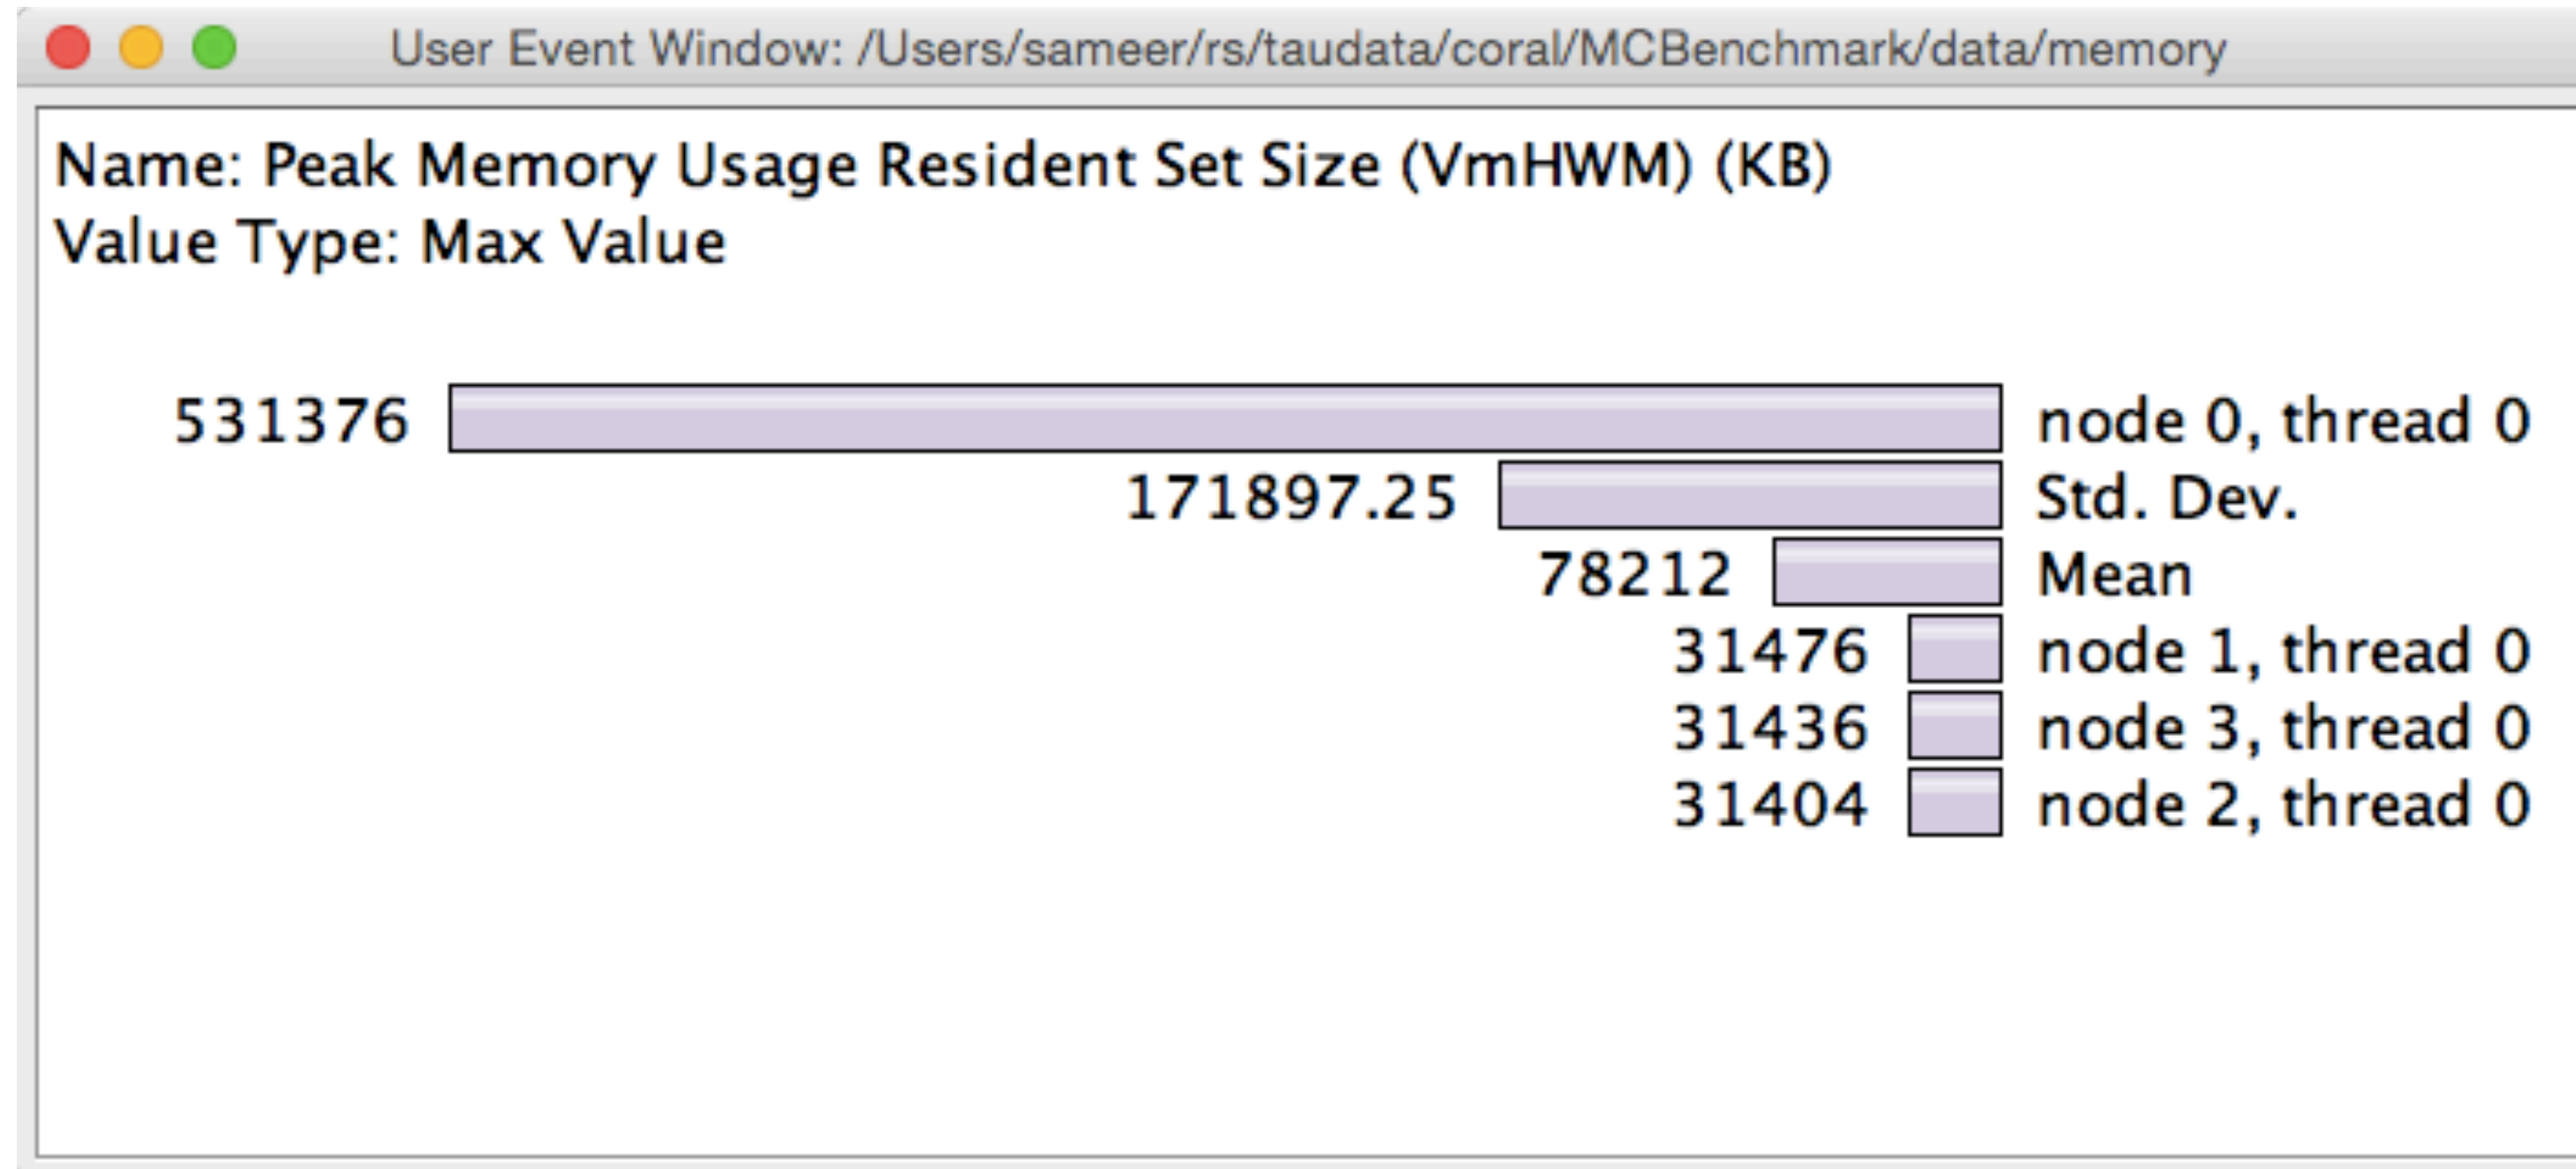 User Event Window: /Users/sameer/rs/taudata/coral/MCBenchmark/data/memory
Name: Peak Memory Usage Resident Set Size (VmHWM) (KB)
Value Type: Max Value
531376 node 0, thread 0
171897.25 Std. Dev.
78212 Mean
31476 node 1, thread 0
31436 node 3, thread 0
31404 node 2, thread 0